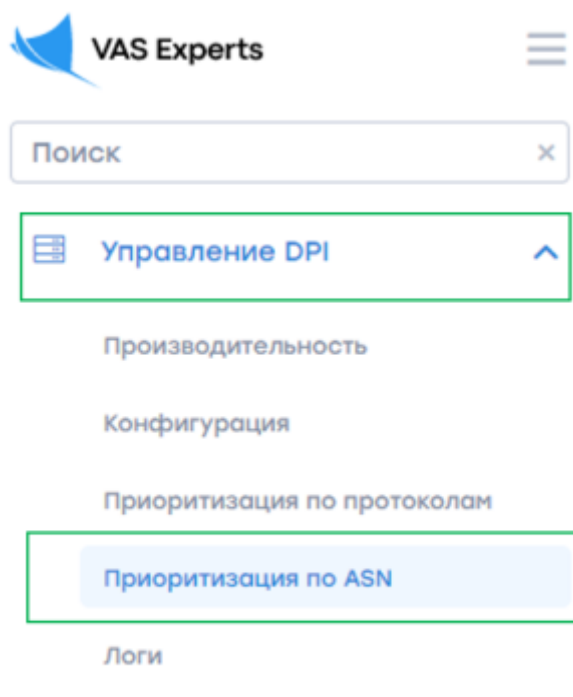 VAS Experts
Поиск
Управление DPI
Производительность
Конфигурация
Приоритизация по протоколам
Приоритизация по ASN
Логи